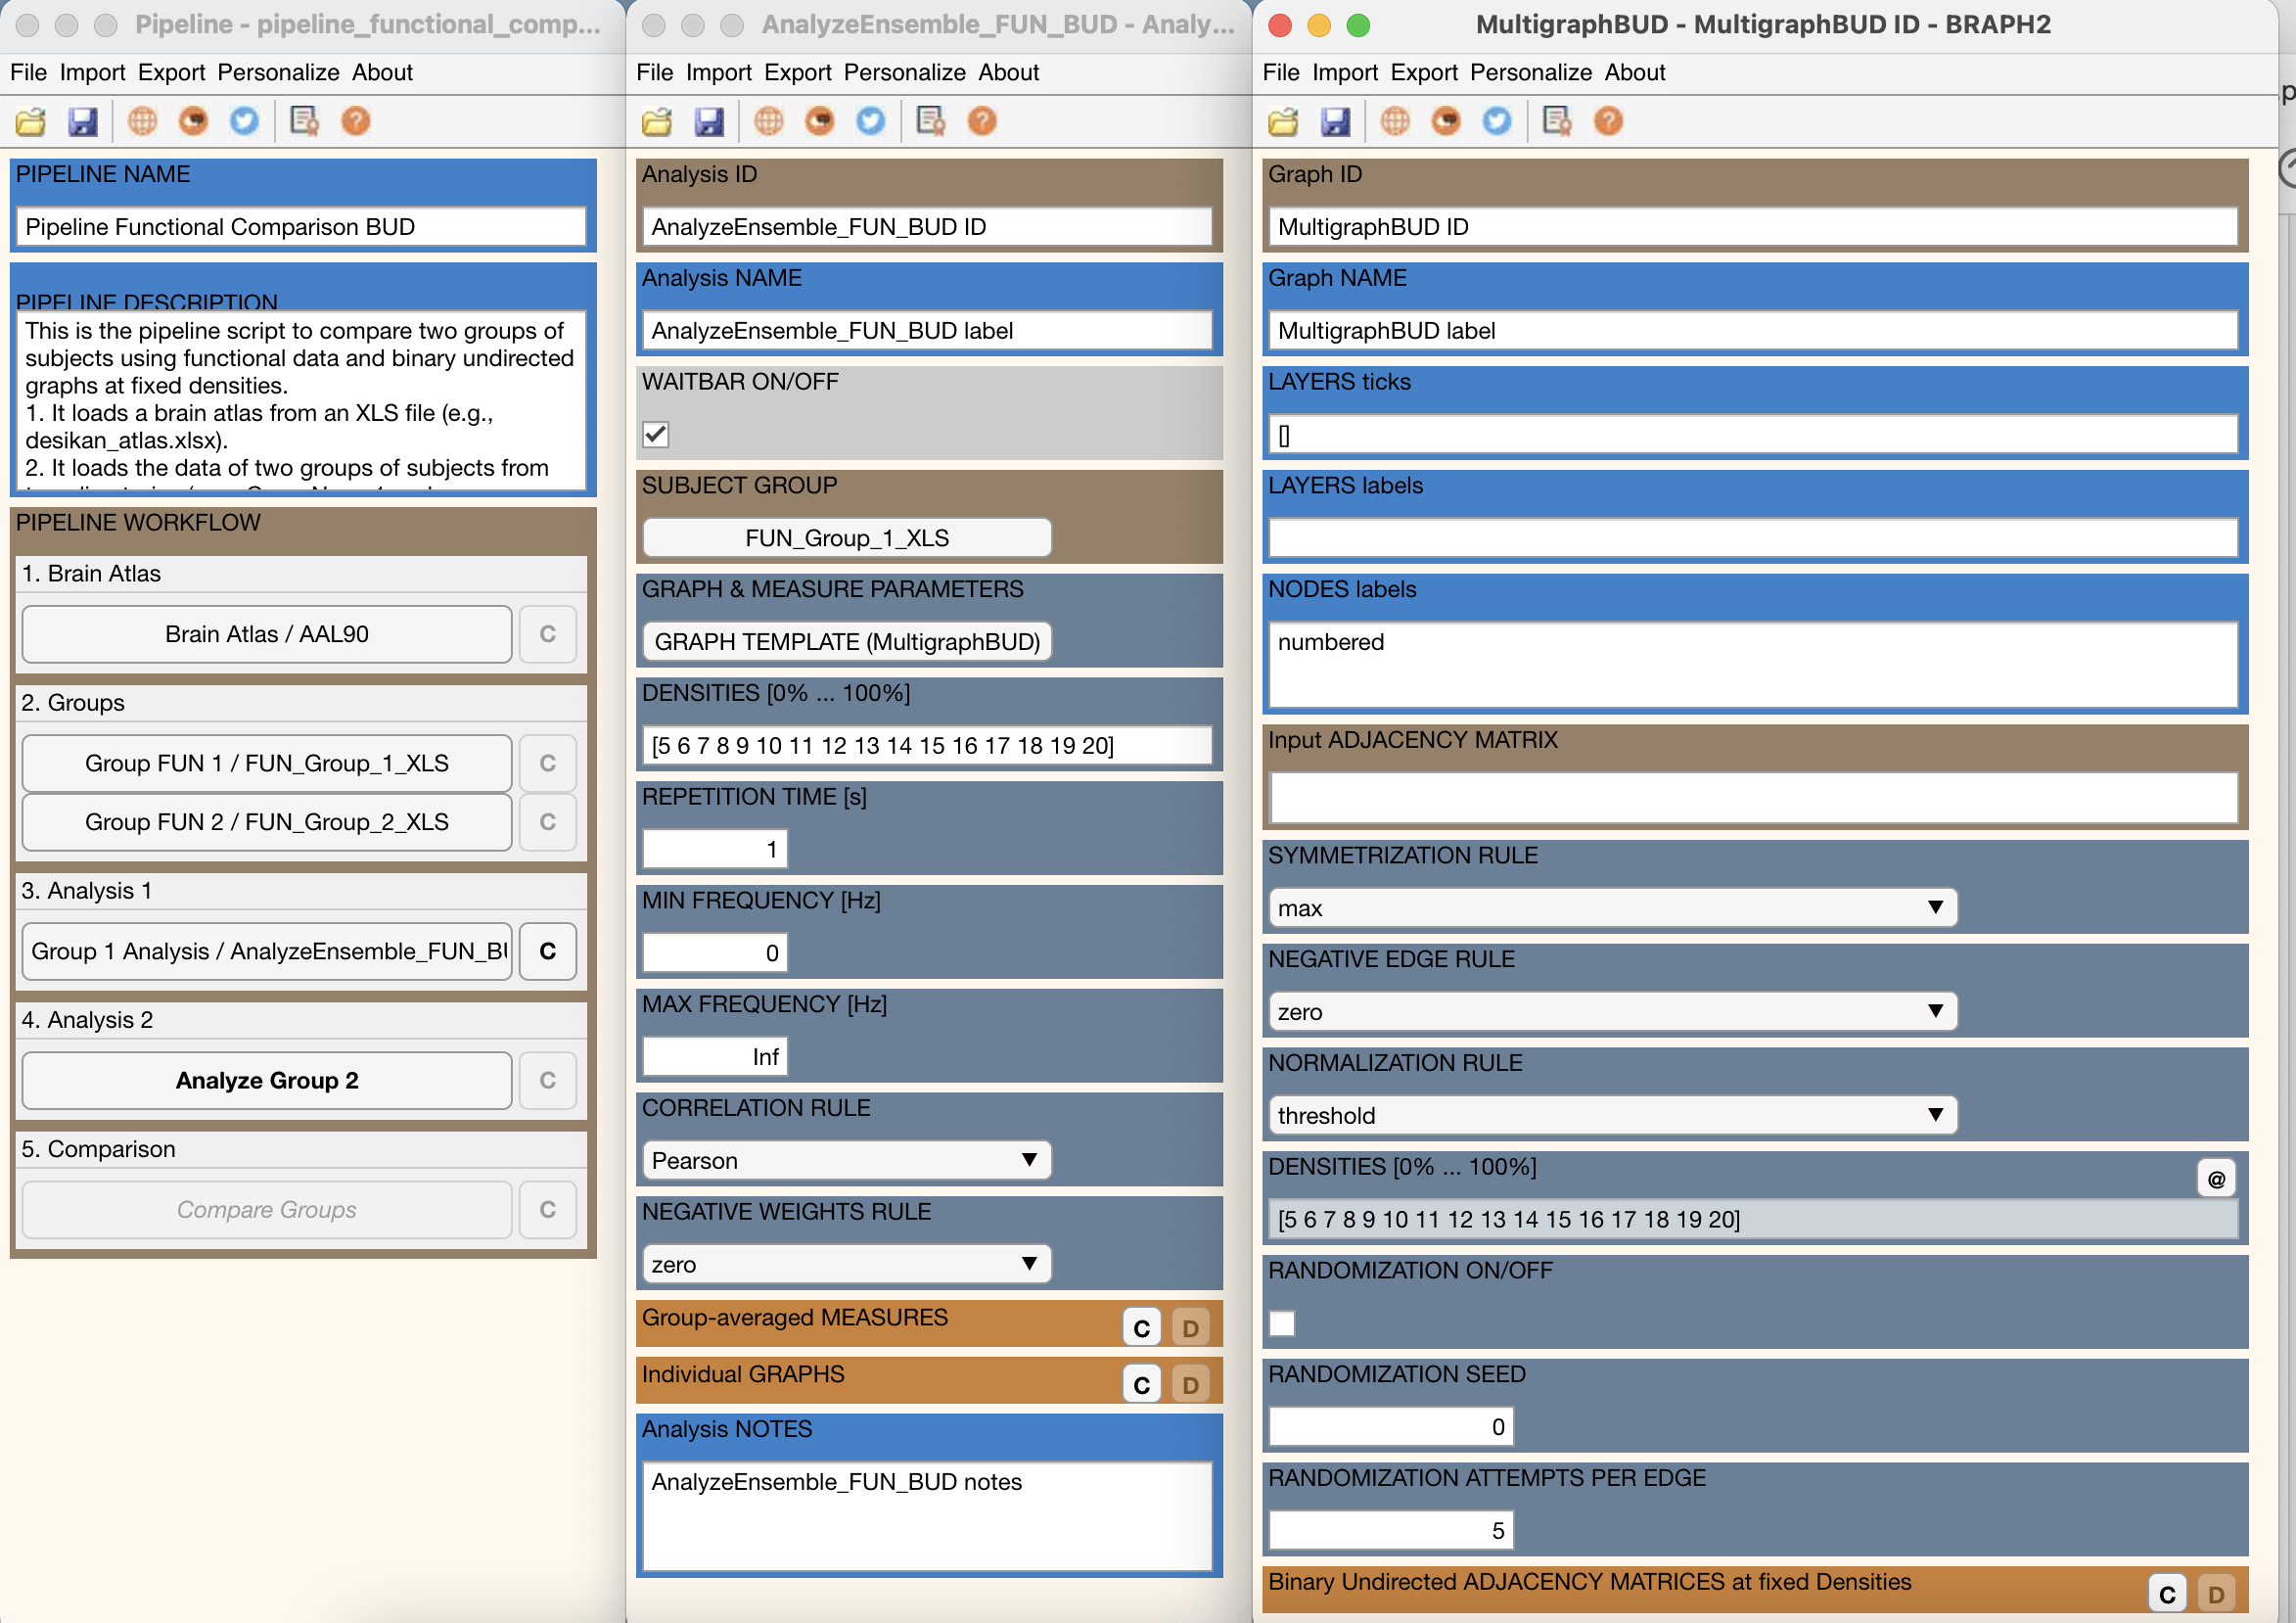 Pipeline - pipeline_functional_comp...
File Import Export Personalize About
PIPELINE NAME
Pipeline Functional Comparison BUD
PIPELINE DESCRIPTION
This is the pipeline script to compare two groups of
subjects using functional data and binary undirected
graphs at fixed densities.
1. It loads a brain atlas from an XLS file (e.g.,
desikan_atlas.xlsx).
2. It loads the data of two groups of subjects from
PIPELINE WORKFLOW
1. Brain Atlas
Brain Atlas / AAL90 C
2. Groups
Group FUN 1 / FUN_Group_1_XLS C
Group FUN 2 / FUN_Group_2_XLS C
3. Analysis 1
Group 1 Analysis / AnalyzeEnsemble_FUN_BU C
4. Analysis 2
Analyze Group 2 C
5. Comparison
Compare Groups C
AnalyzeEnsemble_FUN_BUD - Analy...
File Import Export Personalize About
Analysis ID
AnalyzeEnsemble_FUN_BUD ID
Analysis NAME
AnalyzeEnsemble_FUN_BUD label
WAITBAR ON/OFF
SUBJECT GROUP
FUN_Group_1_XLS
GRAPH & MEASURE PARAMETERS
GRAPH TEMPLATE (MultigraphBUD)
DENSITIES [0% ... 100%]
[5 6 7 8 9 10 11 12 13 14 15 16 17 18 19 20]
REPETITION TIME [s]
1
MIN FREQUENCY [Hz]
0
MAX FREQUENCY [Hz]
Inf
CORRELATION RULE
Pearson
NEGATIVE WEIGHTS RULE
zero
Group-averaged MEASURES C D
Individual GRAPHS C D
Analysis NOTES
AnalyzeEnsemble_FUN_BUD notes
MultigraphBUD - MultigraphBUD ID - BRAPH2
File Import Export Personalize About
Graph ID
MultigraphBUD ID
Graph NAME
MultigraphBUD label
LAYERS ticks
[]
LAYERS labels
NODES labels
numbered
Input ADJACENCY MATRIX
SYMMETRIZATION RULE
max
NEGATIVE EDGE RULE
zero
NORMALIZATION RULE
threshold
DENSITIES [0% ... 100%] @
[5 6 7 8 9 10 11 12 13 14 15 16 17 18 19 20]
RANDOMIZATION ON/OFF
RANDOMIZATION SEED
0
RANDOMIZATION ATTEMPTS PER EDGE
5
Binary Undirected ADJACENCY MATRICES at fixed Densities C D